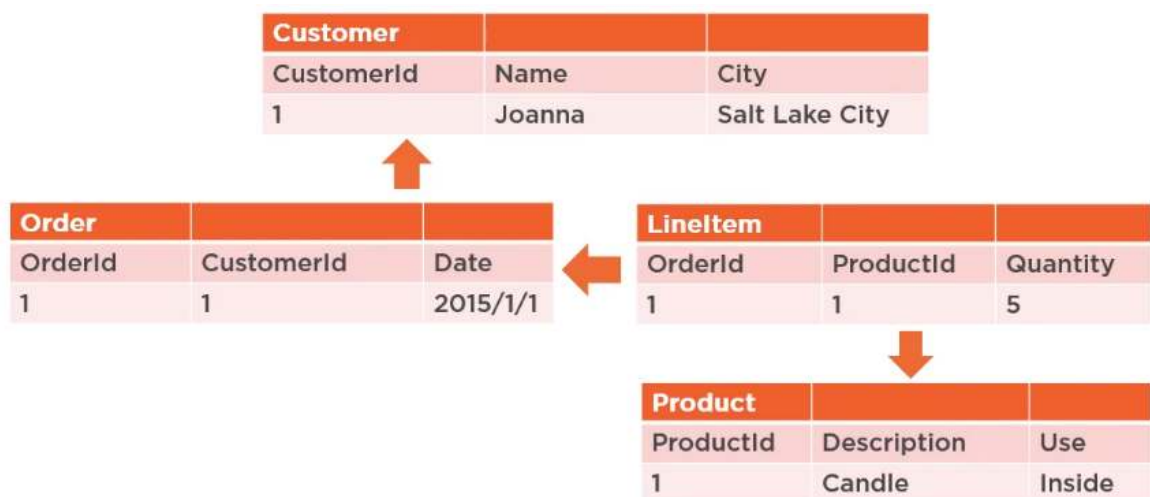 Customer
CustomerId Name City
1 Joanna Salt Lake City
Order
OrderId CustomerId Date
1 1 2015/1/1
LineItem
OrderId ProductId Quantity
1 1 5
Product
ProductId Description Use
1 Candle Inside